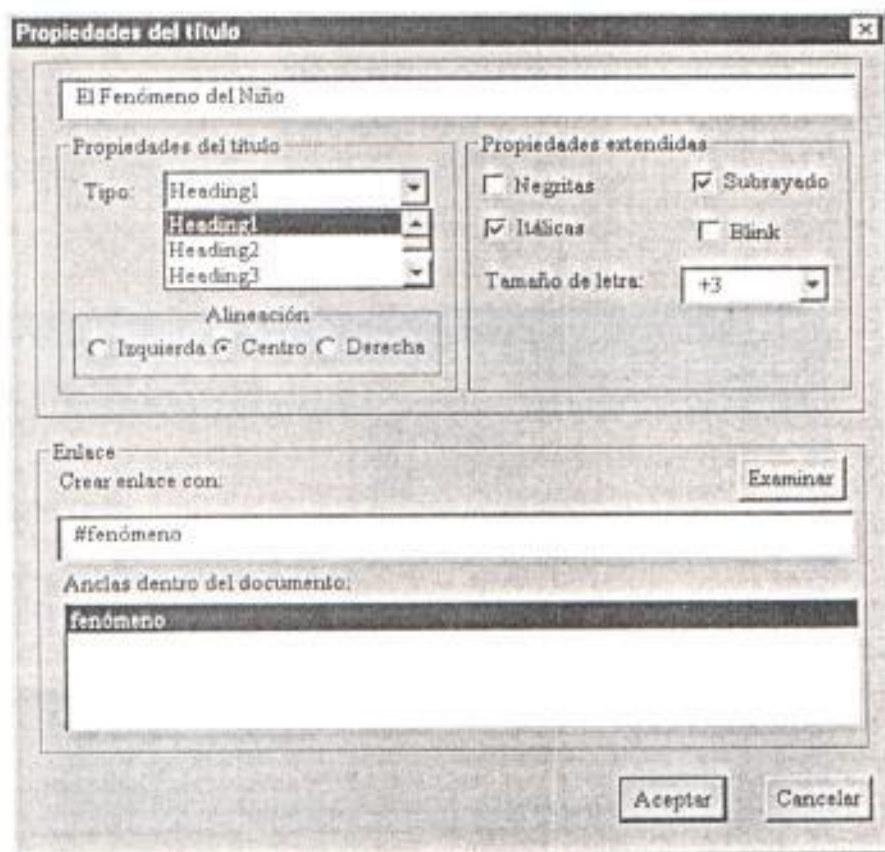 Propiedades del título
El Fenómeno del Niño
Propiedades del título
Tipo: Heading1
Heading1
Heading2
Heading3
Alineación
Izquierda Centro Derecha
Propiedades extendidas
Negritas Subrayado
Itálicas Blink
Tamaño de letra: +3
Enlace
Crear enlace con:
Examinar
#fenómeno
Anclas dentro del documento:
fenómeno
Aceptar Cancelar